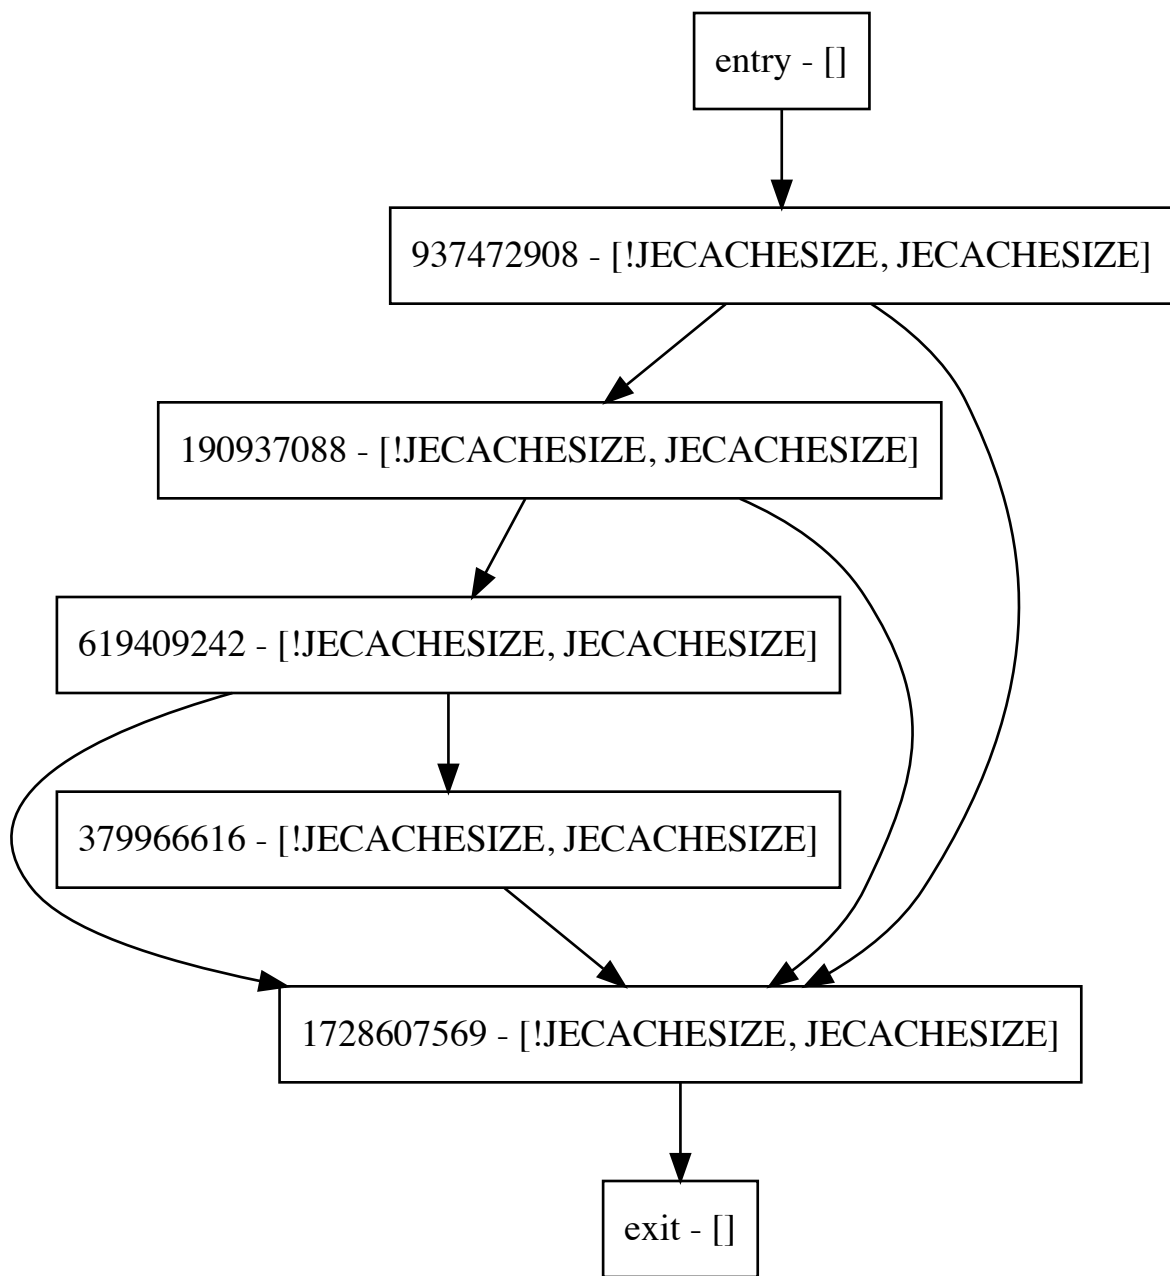 entry - []
937472908 - [!JECACHESIZE, JECACHESIZE]
190937088 - [!JECACHESIZE, JECACHESIZE]
619409242 - [!JECACHESIZE, JECACHESIZE]
379966616 - [!JECACHESIZE, JECACHESIZE]
1728607569 - [!JECACHESIZE, JECACHESIZE]
exit - []